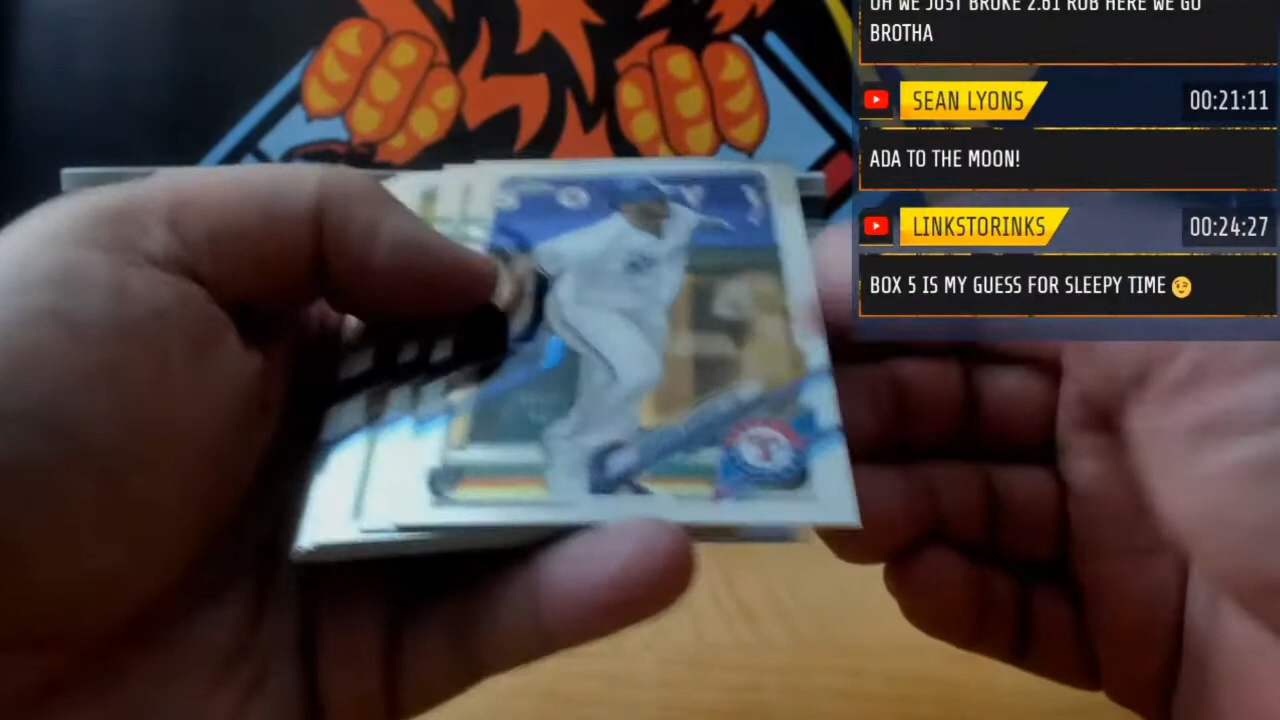 OH WE JUST BROKE 2.61 ROB HERE WE GO
BROTHA
SEAN LYONS
00:21:11
ADA TO THE MOON!
LINKSTORINKS
00:24:27
BOX 5 IS MY GUESS FOR SLEEPY TIME 😉